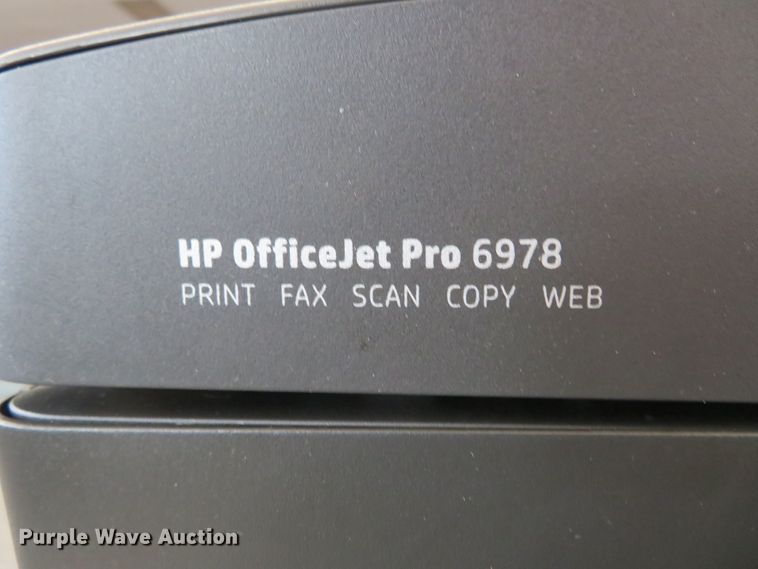 HP OfficeJet Pro 6978
PRINT FAX SCAN COPY WEB
Purple Wave Auction